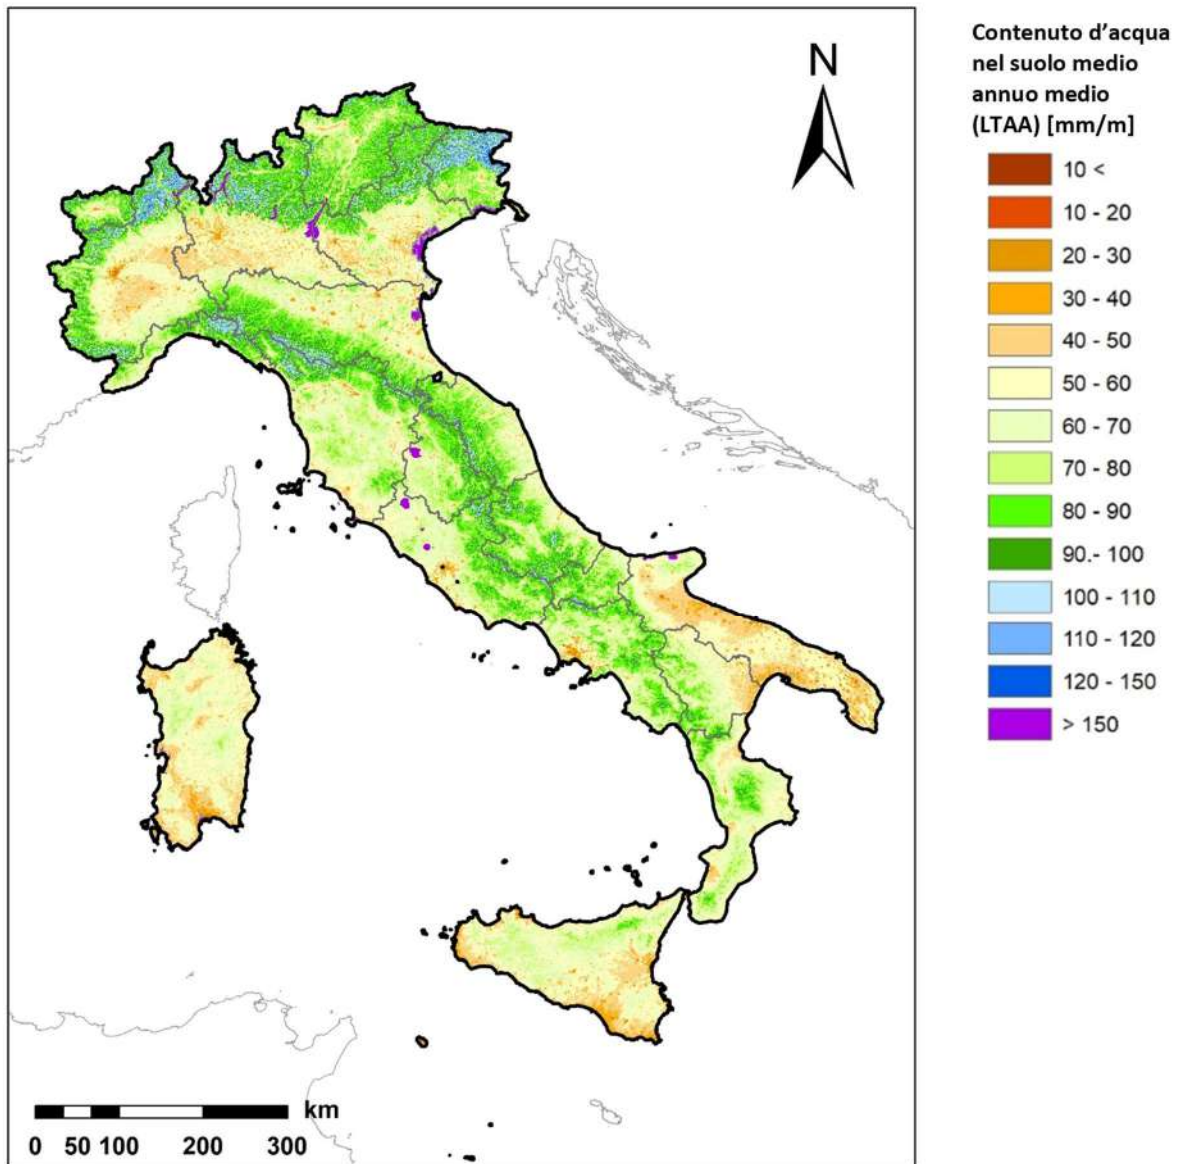 Contenuto d'acqua
nel suolo medio
annuo medio
(LTAA) [mm/m]
N
10 <
10 - 20
20 - 30
30 - 40
40 - 50
50 - 60
60 - 70
70 - 80
80 - 90
90.- 100
100 - 110
110 - 120
120 - 150
> 150
km
0 50 100 200 300